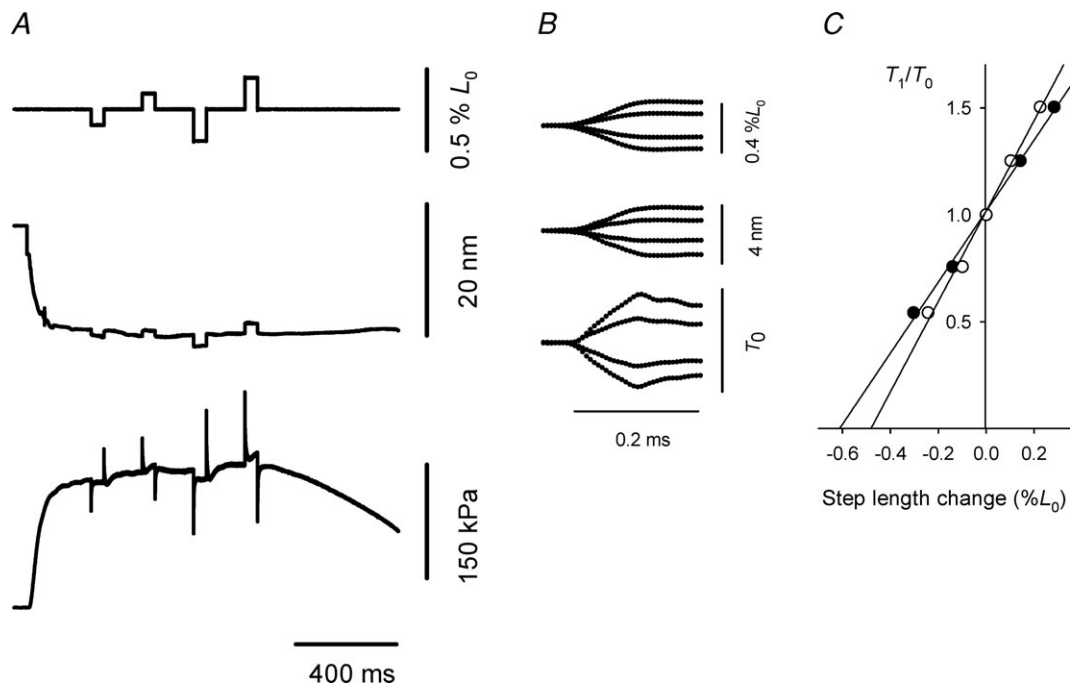 A
0.5 % L₀
20 nm
150 kPa
400 ms
B
0.4 %L₀
4 nm
T₀
0.2 ms
C
T₁/T₀
1.5
1.0
0.5
-0.6 -0.4 -0.2 0.0 0.2
Step length change (%L₀)